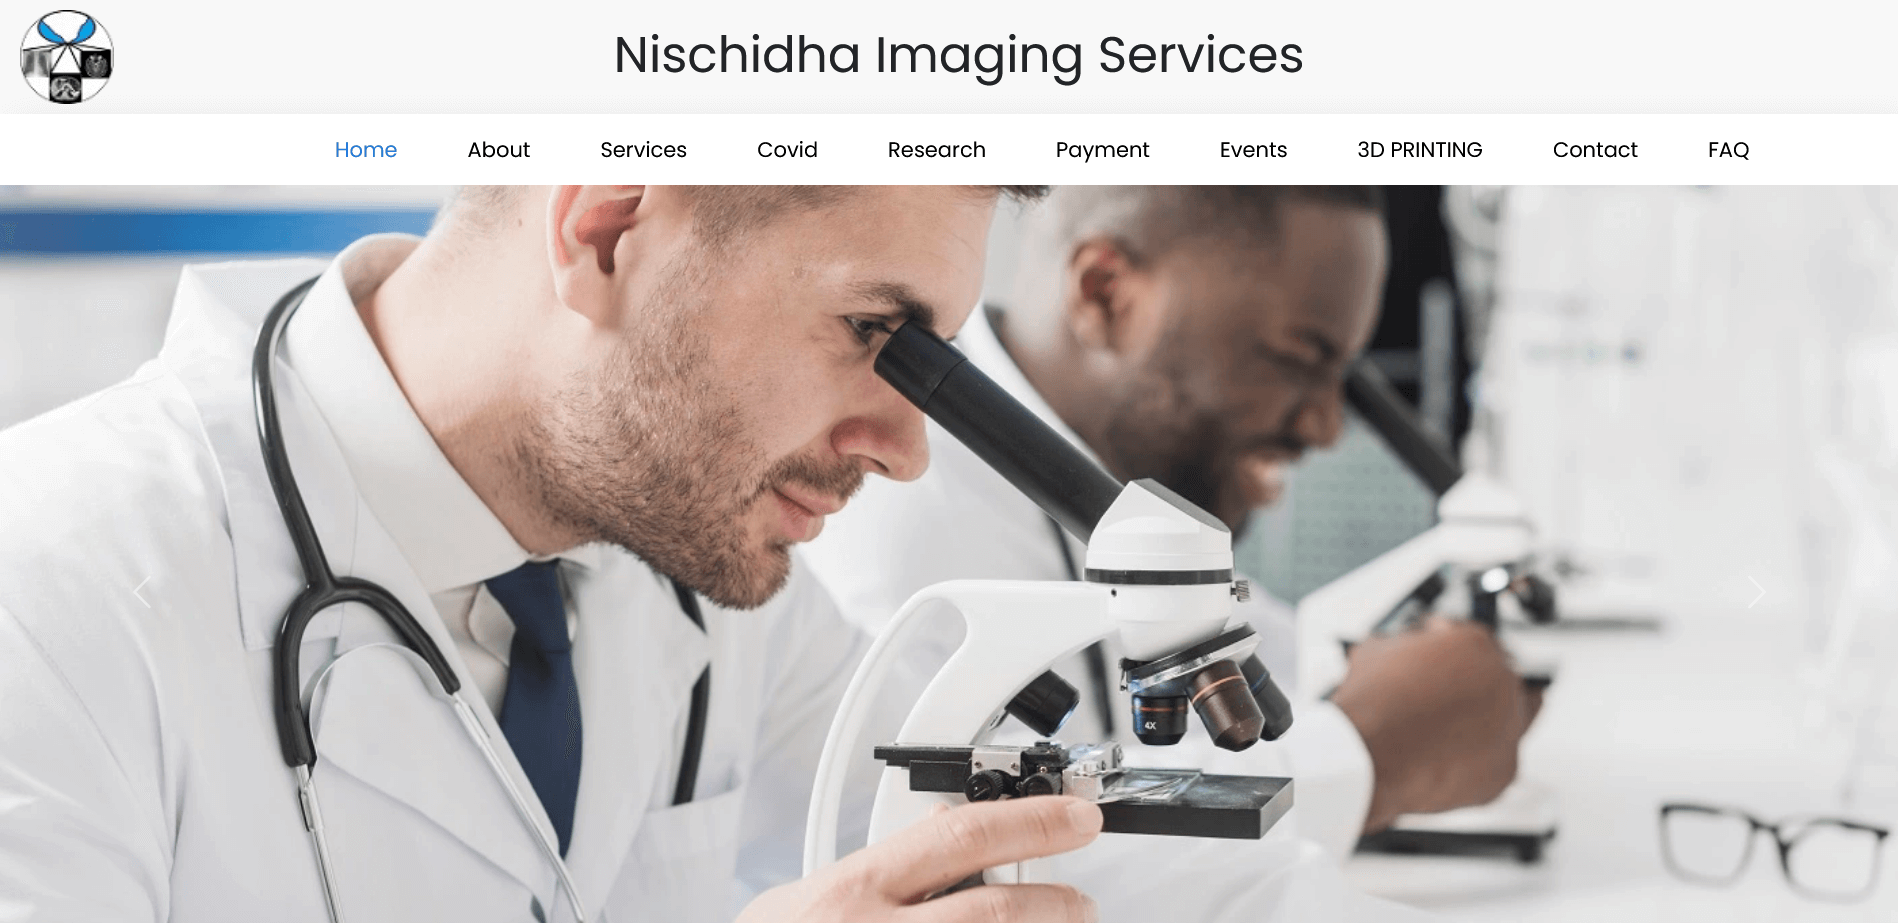 Nischidha Imaging Services
Home About Services Covid Research Payment Events 3D PRINTING Contact FAQ
4X